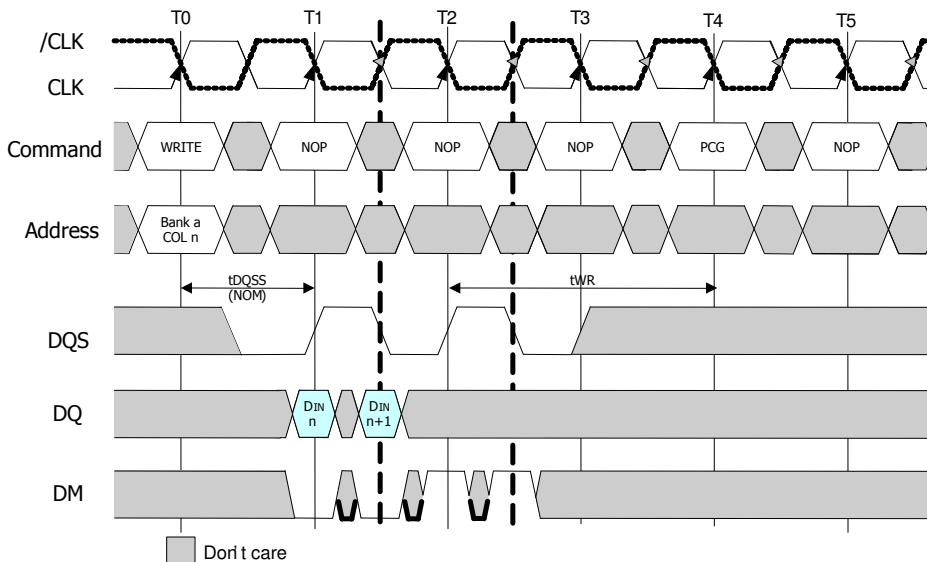 T0 T1 T2 T3 T4 T5
/CLK
CLK
Command WRITE NOP NOP NOP PCG NOP
Address Bank a
COL n
tDQSS
(NOM)
tWR
DQS
DQ DIN
n
DIN
n+1
DM
Don't care